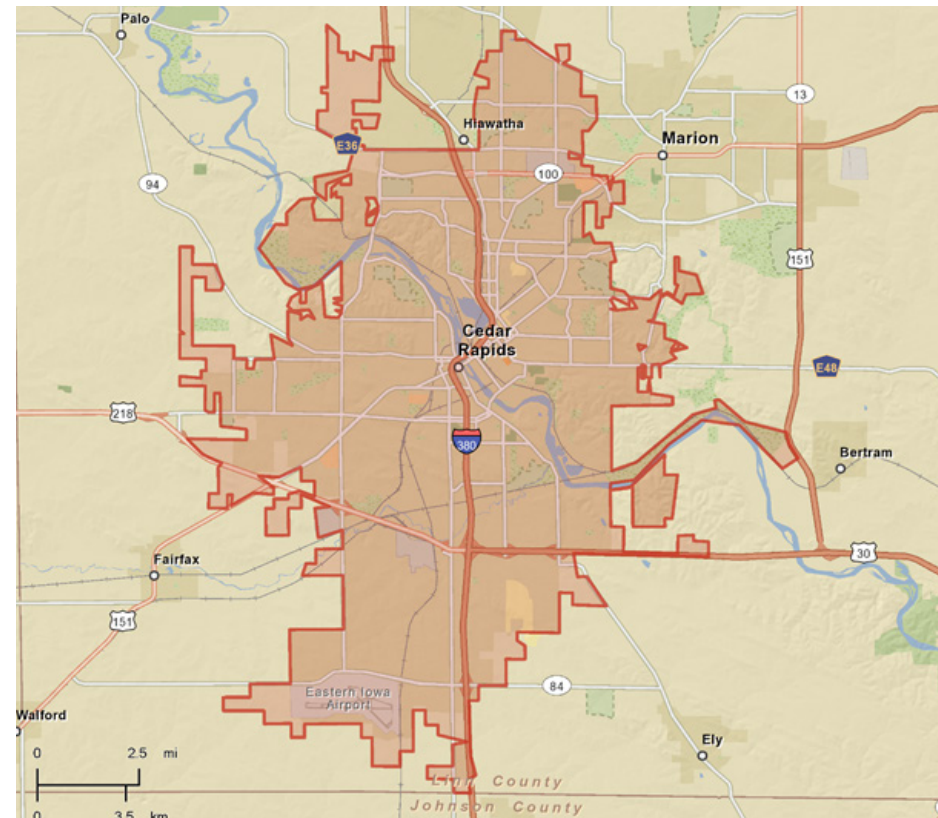 Palo
13
Hiawatha
Marion
E36
100
94
151
Cedar
Rapids
E48
218
380
Bertram
Fairfax
30
151
84
Eastern Iowa
Airport
Walford
Ely
0 2.5 mi
Linn County
Johnson County
0 3.5 km